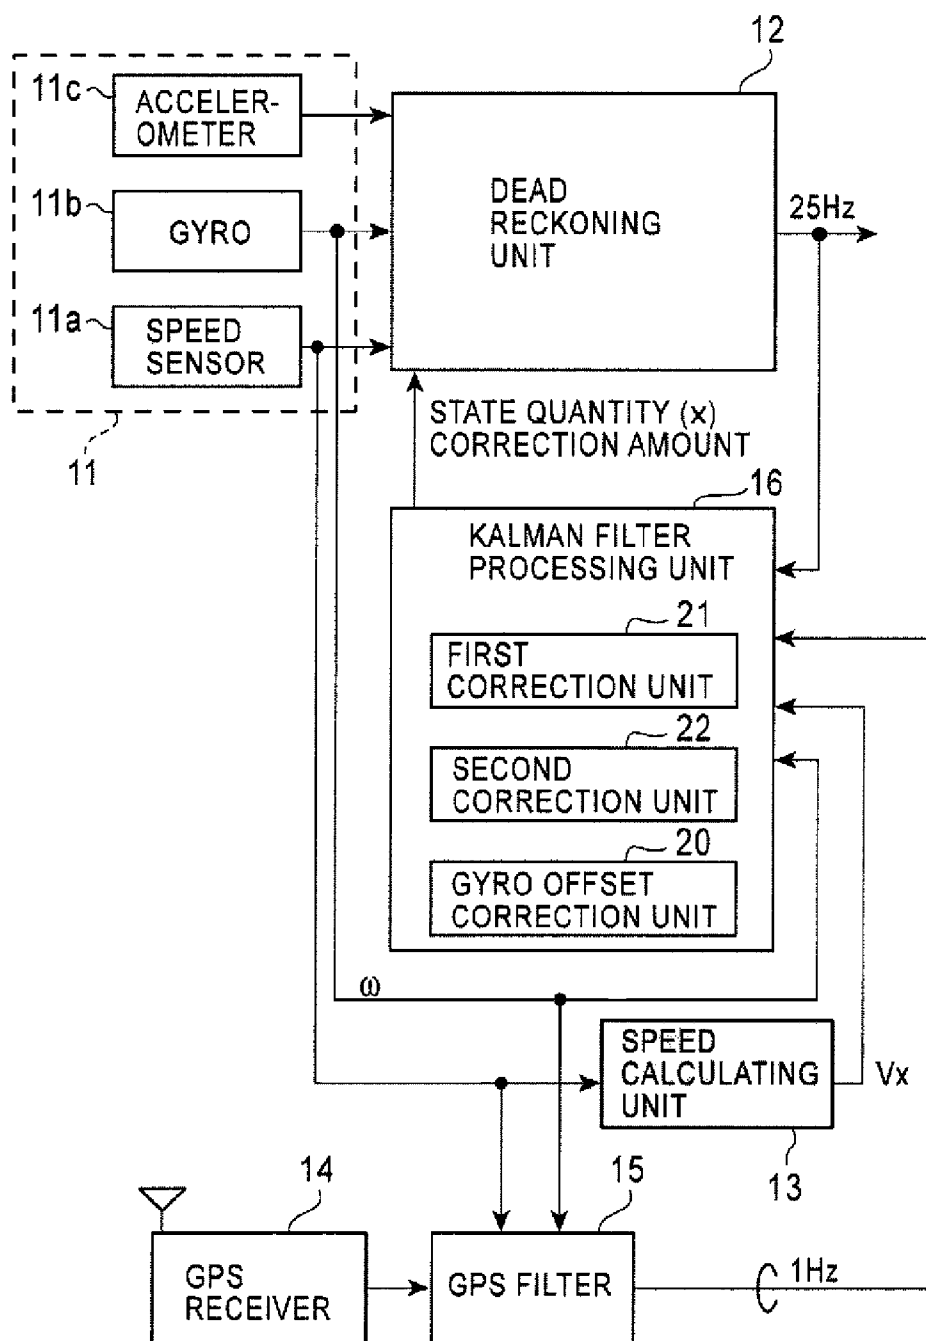 12
11c
ACCELER-
OMETER
11b
GYRO
11a
SPEED
SENSOR
11
DEAD
RECKONING
UNIT
25Hz
STATE QUANTITY (x)
CORRECTION AMOUNT
16
KALMAN FILTER
PROCESSING UNIT
21
FIRST
CORRECTION UNIT
22
SECOND
CORRECTION UNIT
20
GYRO OFFSET
CORRECTION UNIT
ω
SPEED
CALCULATING
UNIT
Vx
13
14
GPS
RECEIVER
15
GPS FILTER
1Hz